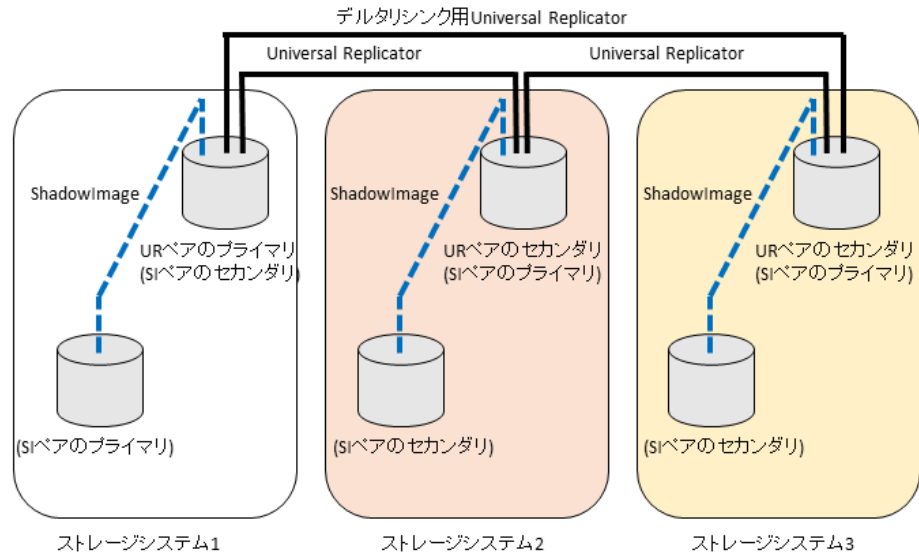 デルタリシンク用Universal Replicator
Universal Replicator
Universal Replicator
ShadowImage
ShadowImage
ShadowImage
URペアのプライマリ
(SIペアのセカンダリ)
URペアのセカンダリ
(SIペアのプライマリ)
URペアのセカンダリ
(SIペアのプライマリ)
(SIペアのプライマリ)
(SIペアのセカンダリ)
(SIペアのセカンダリ)
ストレージシステム1
ストレージシステム2
ストレージシステム3